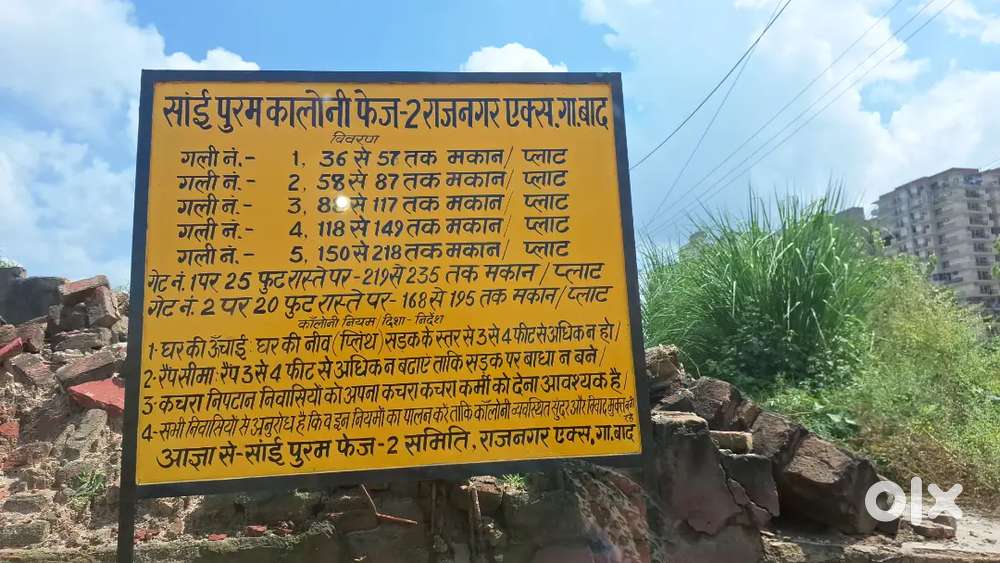 सांई पुरम कालोनी फेज-2 राजनगर एक्स.गा.बाद
विवरण
गली नं.- 1, 36 से 57 तक मकान/ प्लाट
गली नं.- 2, 58 से 87 तक मकान/ प्लाट
गली नं.- 3, 88 से 117 तक मकान/ प्लाट
गली नं.- 4, 118 से 149 तक मकान/ प्लाट
गली नं.- 5, 150 से 218 तक मकान/ प्लाट
गेट नं. 1 पर 25 फुट रास्ते पर -219 से 235 तक मकान/प्लाट
गेट नं. 2 पर 20 फुट रास्ते पर- 168 से 195 तक मकान/प्लाट
कॉलोनी नियम/दिशा- निर्देश
1- घर की ऊँचाई: घर की नीव (प्लिंथ) सड़क के स्तर से 3 से 4 फीट से अधिक न हो/
2- रैंप सीमा: रैंप 3 से 4 फीट से अधिक न बटाएं ताकि सड़क पर बाधा न बने/
3- कचरा निपटान निवासियों को अपना कचरा कचरा कर्मी को देना आवश्यक है/
4- सभी निवासियों से अनुरोध है कि व इन नियमों का पालन करे ताकि कॉलोनी व्यवस्थित सुंदर और विवाद मुक्त बनी रहे
आज्ञा से-सांई पुरम फेज-2 समिति, राजनगर एक्स,गा,बाद
olx